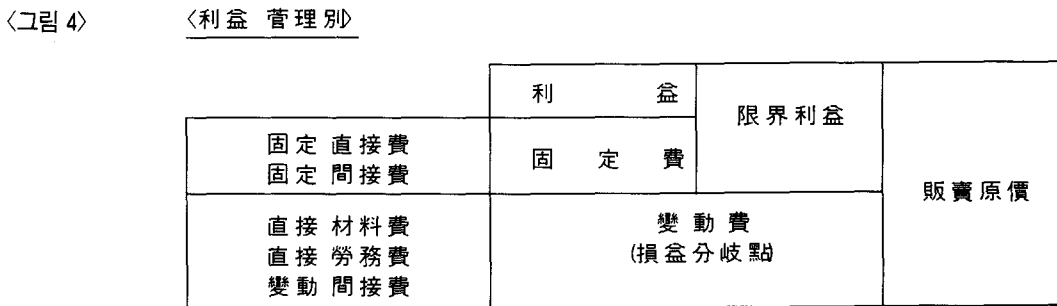 〈그림 4〉 〈利益 菅理別〉
利 益
限界利益
固定 直接費
固定 間接費
固 定 費
販賣原價
直接 材料費
直接 勞務費
變動 間接費
變動費
(損益分岐點)